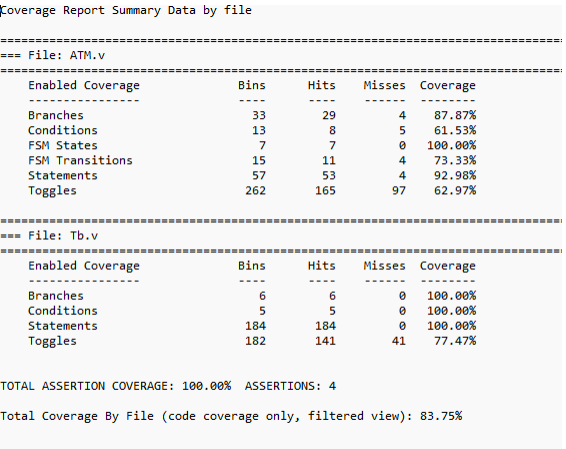 Coverage Report Summary Data by file
=================================================================================
=== File: ATM.v
=================================================================================
    Enabled Coverage              Bins      Hits    Misses  Coverage
    ----------------              ----      ----    ------  --------
    Branches                        33        29         4    87.87%
    Conditions                      13         8         5    61.53%
    FSM States                       7         7         0   100.00%
    FSM Transitions                 15        11         4    73.33%
    Statements                      57        53         4    92.98%
    Toggles                        262       165        97    62.97%
=================================================================================
=== File: Tb.v
=================================================================================
    Enabled Coverage              Bins      Hits    Misses  Coverage
    ----------------              ----      ----    ------  --------
    Branches                         6         6         0   100.00%
    Conditions                       5         5         0   100.00%
    Statements                     184       184         0   100.00%
    Toggles                        182       141        41    77.47%
TOTAL ASSERTION COVERAGE: 100.00%  ASSERTIONS: 4
Total Coverage By File (code coverage only, filtered view): 83.75%